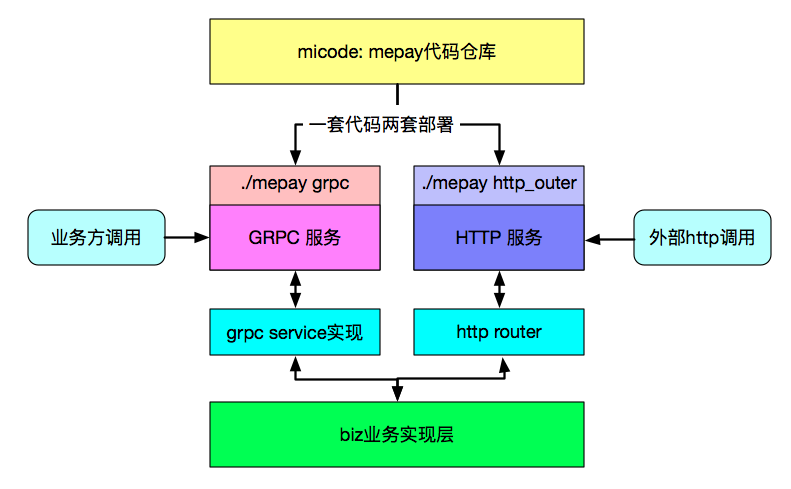 micode: mepay代码仓库
一套代码两套部署
./mepay grpc
./mepay http_outer
业务方调用
GRPC 服务
HTTP 服务
外部http调用
grpc service实现
http router
biz业务实现层